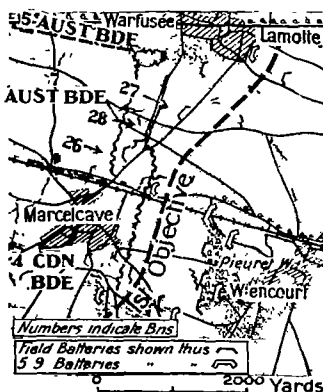 5 AUST BDE
Warfusée
Lamotte
27
AUST BDE
28
26
Marcelcave
Objective
4 CDN
BDE
Pieuret W.
Wiencourt
Numbers indicate Bns
Field Batteries shown thus
5 9 Batteries " "
0 2000 Yards